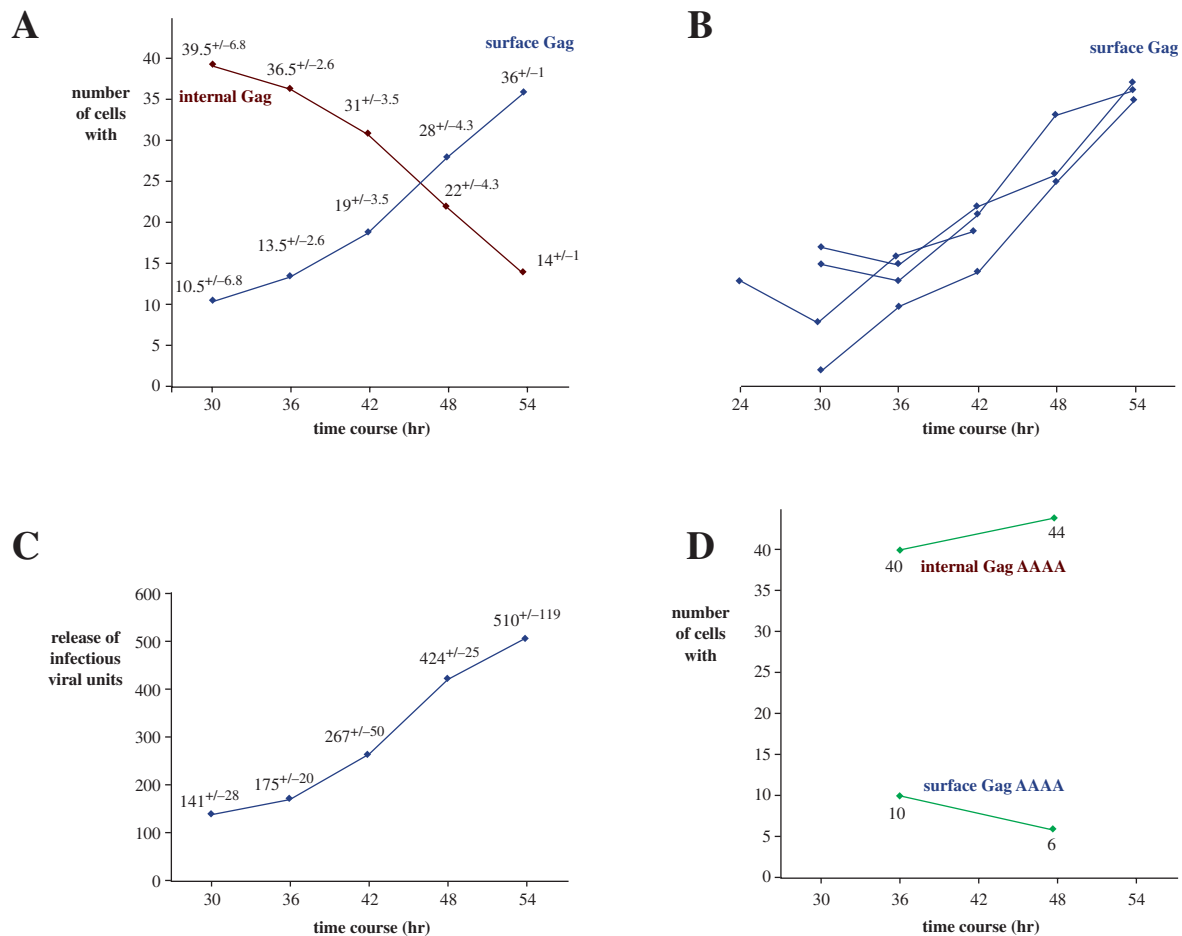 A
surface Gag
number
of cells
with
internal Gag
39.5+/–6.8
36.5+/–2.6
31+/–3.5
22+/–4.3
14+/–1
10.5+/–6.8
13.5+/–2.6
19+/–3.5
28+/–4.3
36+/–1
40
35
30
25
20
15
10
5
0
30 36 42 48 54
time course (hr)
B
surface Gag
24 30 36 42 48 54
time course (hr)
C
release of
infectious
viral units
600
500
400
300
200
100
0
141+/–28
175+/–20
267+/–50
424+/–25
510+/–119
30 36 42 48 54
time course (hr)
D
number
of cells
with
40
35
30
25
20
15
10
5
0
40
44
internal Gag AAAA
surface Gag AAAA
10
6
30 36 42 48 54
time course (hr)